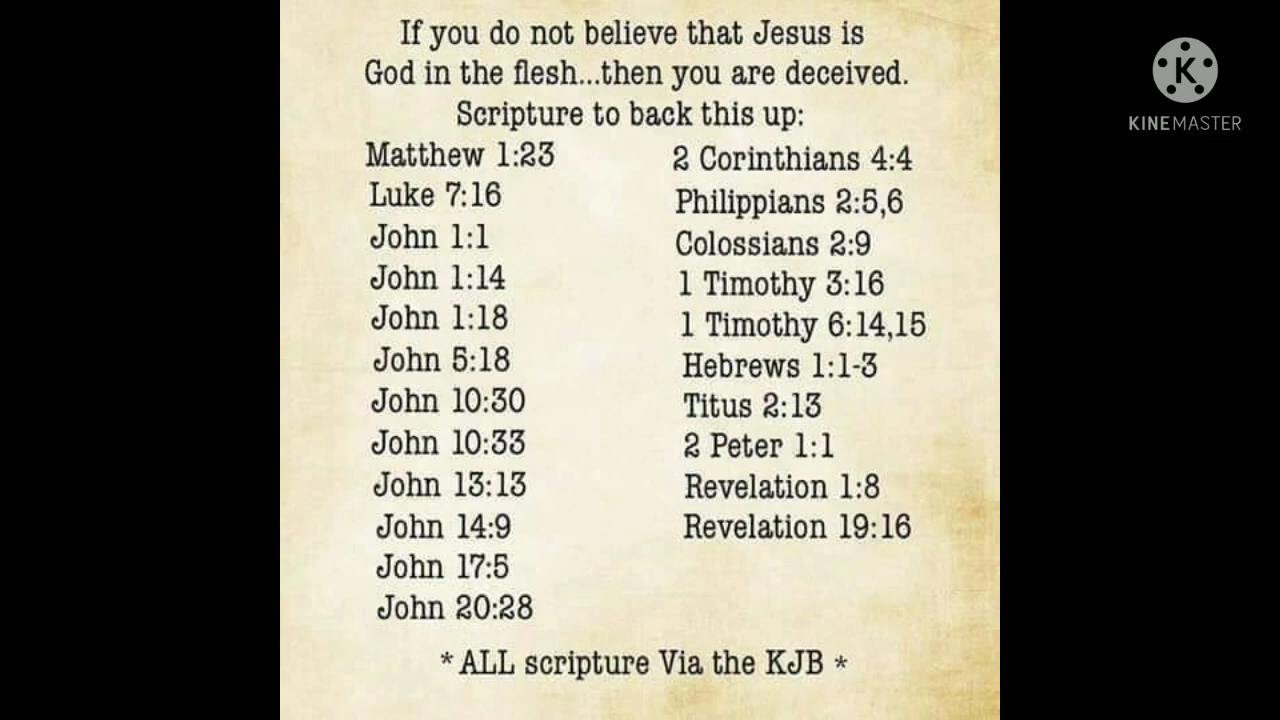 If you do not believe that Jesus is
God in the flesh...then you are deceived.
Scripture to back this up:
Matthew 1:23
Luke 7:16
John 1:1
John 1:14
John 1:18
John 5:18
John 10:30
John 10:33
John 13:13
John 14:9
John 17:5
John 20:28
2 Corinthians 4:4
Philippians 2:5,6
Colossians 2:9
1 Timothy 3:16
1 Timothy 6:14,15
Hebrews 1:1-3
Titus 2:13
2 Peter 1:1
Revelation 1:8
Revelation 19:16
* ALL scripture Via the KJB *
K
KINEMASTER